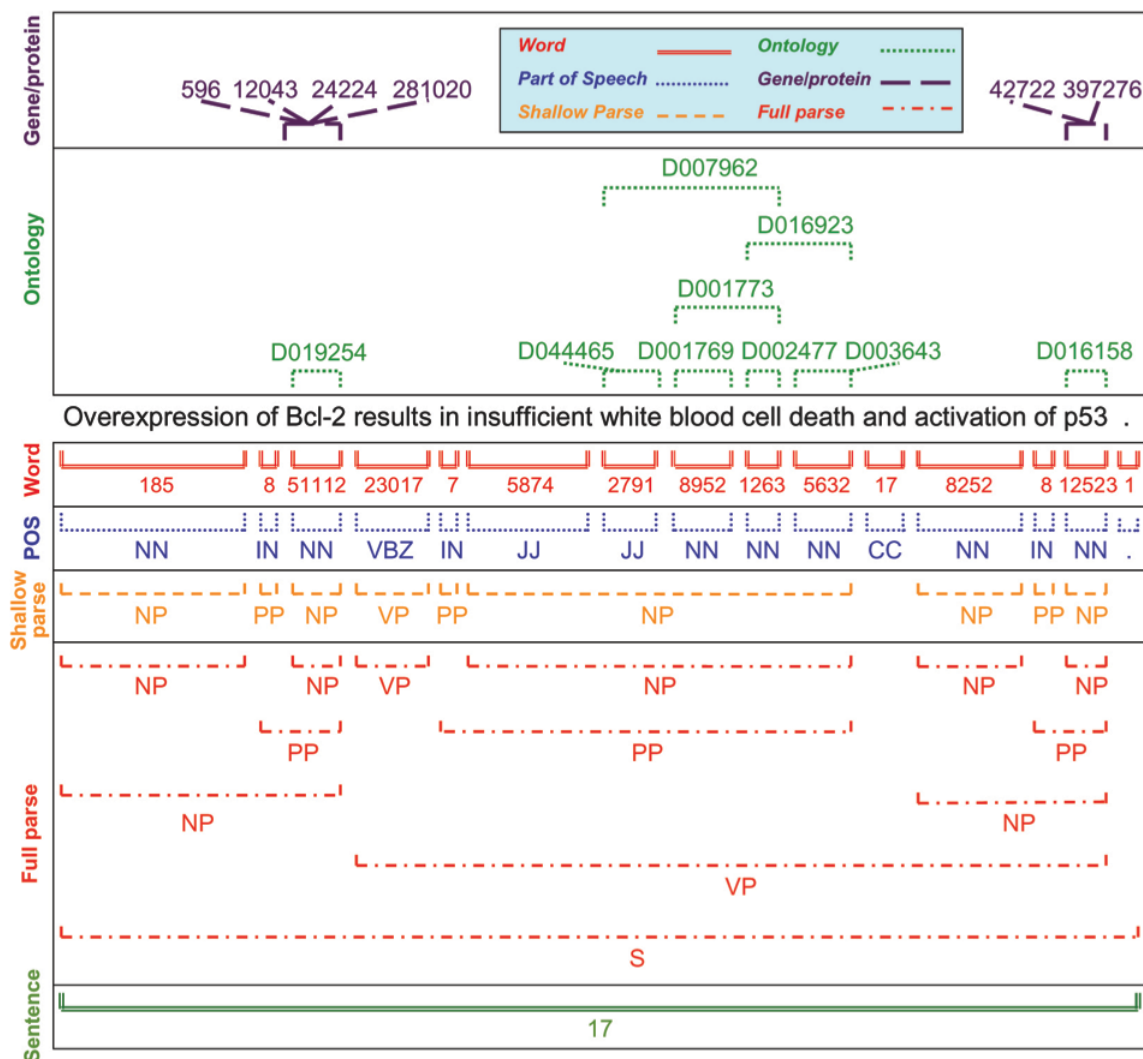 Gene/protein
Word Ontology
Part of Speech Gene/protein
Shallow Parse Full parse
596 12043 24224 281020 42722 397276
Ontology
D007962
D016923
D001773
D019254 D044465 D001769 D002477 D003643 D016158
Overexpression of Bcl-2 results in insufficient white blood cell death and activation of p53 .
Word
185 8 51112 23017 7 5874 2791 8952 1263 5632 17 8252 8 12523 1
POS
NN IN NN VBZ IN JJ JJ NN NN NN CC NN IN NN .
Shallow
parse
NP PP NP VP PP NP NP PP NP
Full parse
NP NP VP NP NP NP
PP PP PP
NP NP
VP
S
Sentence
17